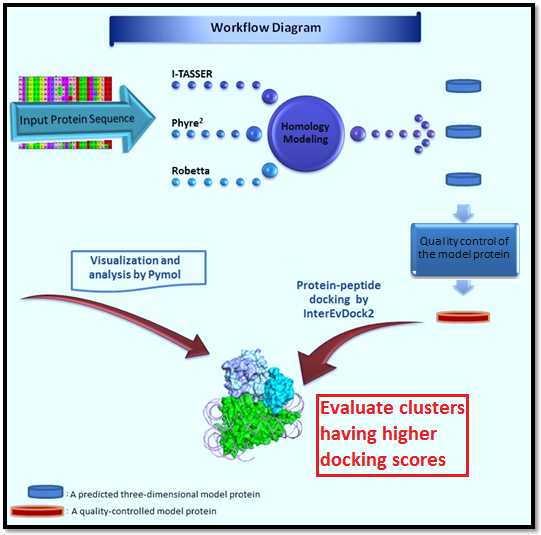 Workflow Diagram
I-TASSER
Input Protein Sequence
Phyre2
Homology
Modeling
Robetta
Quality control of
the model protein
Visualization and
analysis by Pymol
Protein-peptide
docking by
InterEvDock2
Evaluate clusters
having higher
docking scores
: A predicted three-dimensional model protein
: A quality-controlled model protein